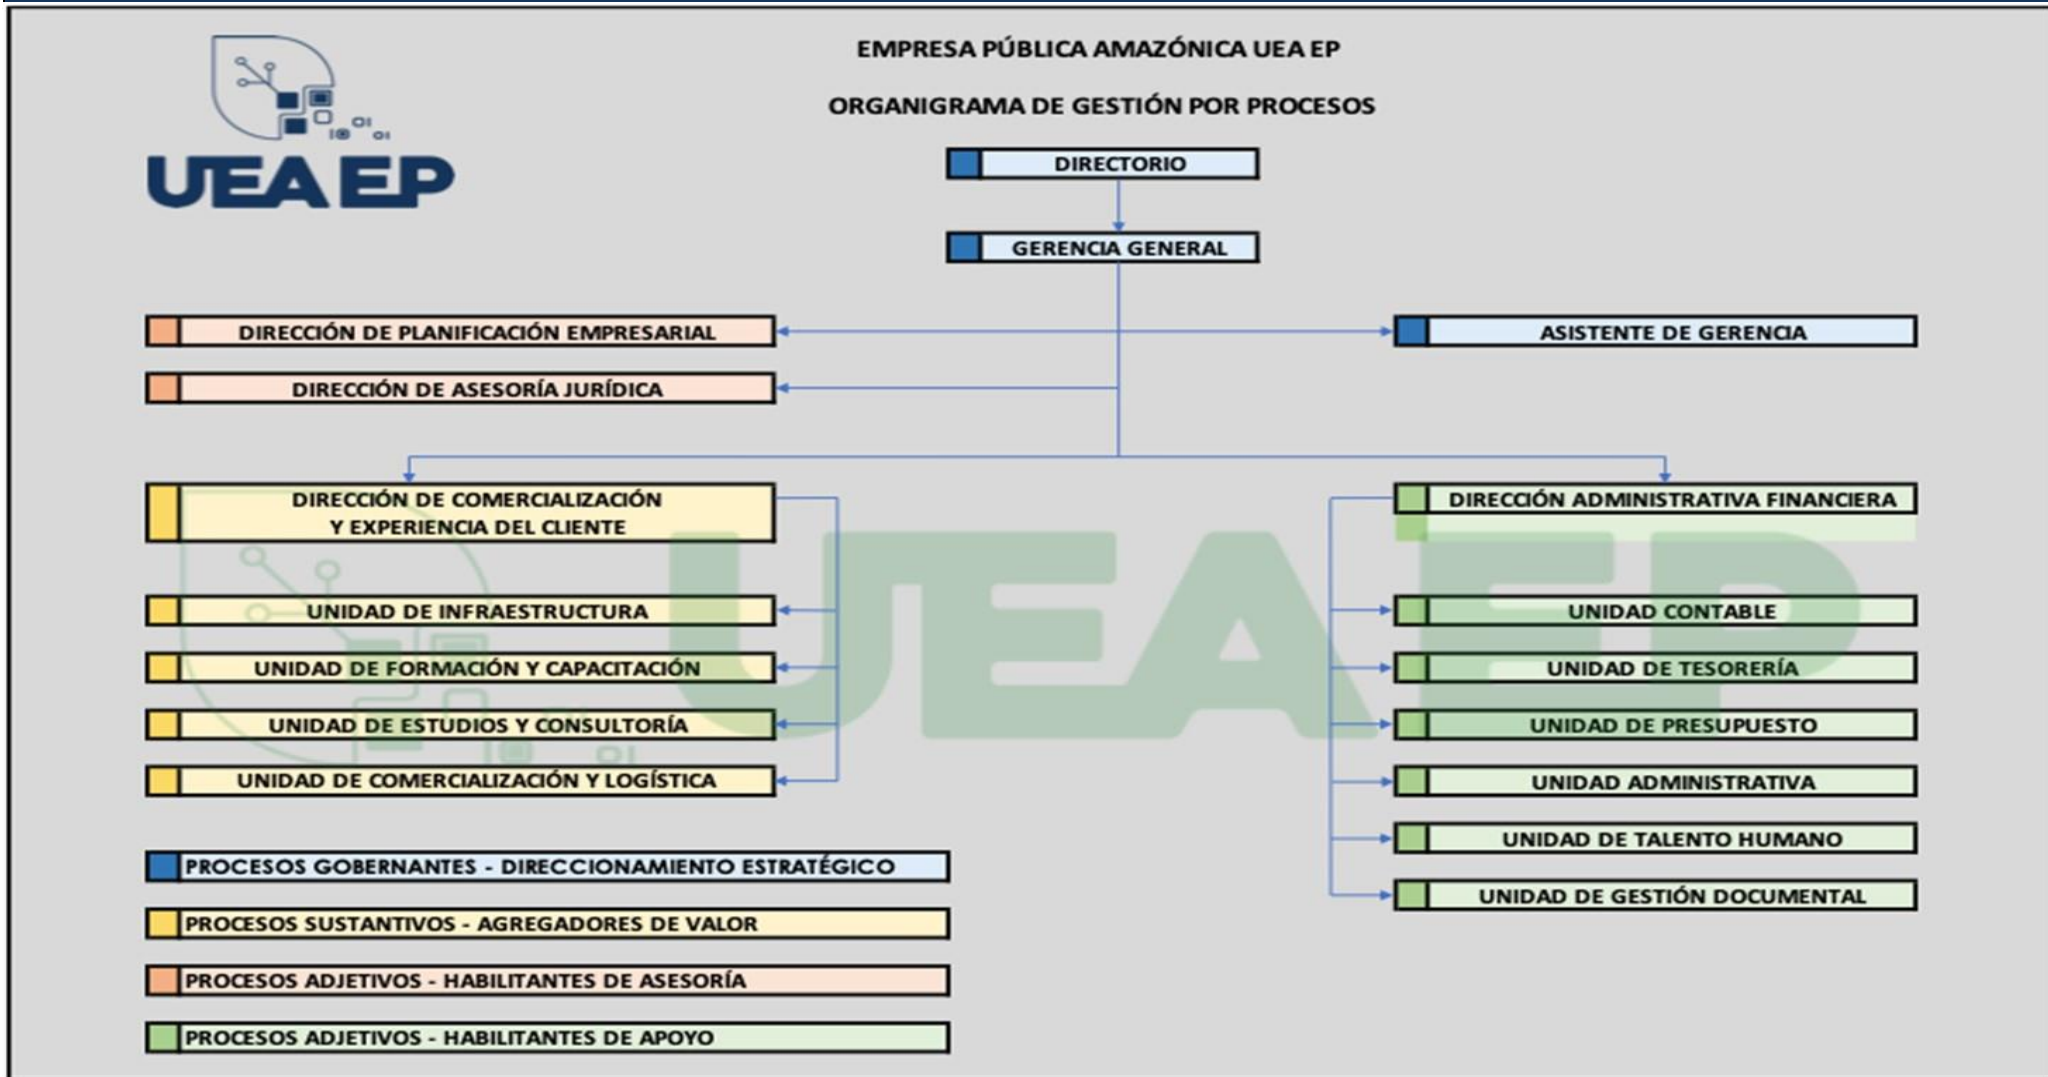 EMPRESA PÚBLICA AMAZÓNICA UEA EP
ORGANIGRAMA DE GESTIÓN POR PROCESOS
UEA EP
DIRECTORIO
GERENCIA GENERAL
DIRECCIÓN DE PLANIFICACIÓN EMPRESARIAL
ASISTENTE DE GERENCIA
DIRECCIÓN DE ASESORÍA JURÍDICA
DIRECCIÓN DE COMERCIALIZACIÓN
Y EXPERIENCIA DEL CLIENTE
UNIDAD DE INFRAESTRUCTURA
UNIDAD DE FORMACIÓN Y CAPACITACIÓN
UNIDAD DE ESTUDIOS Y CONSULTORÍA
UNIDAD DE COMERCIALIZACIÓN Y LOGÍSTICA
DIRECCIÓN ADMINISTRATIVA FINANCIERA
UNIDAD CONTABLE
UNIDAD DE TESORERÍA
UNIDAD DE PRESUPUESTO
UNIDAD ADMINISTRATIVA
UNIDAD DE TALENTO HUMANO
UNIDAD DE GESTIÓN DOCUMENTAL
UEA EP
PROCESOS GOBERNANTES - DIRECCIONAMIENTO ESTRATÉGICO
PROCESOS SUSTANTIVOS - AGREGADORES DE VALOR
PROCESOS ADJETIVOS - HABILITANTES DE ASESORÍA
PROCESOS ADJETIVOS - HABILITANTES DE APOYO